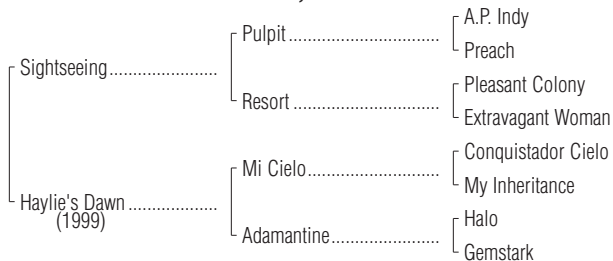 A.P. Indy
Pulpit
Preach
Sightseeing
Pleasant Colony
Resort
Extravagant Woman
Conquistador Cielo
Mi Cielo
My Inheritance
Haylie's Dawn
(1999)
Halo
Adamantine
Gemstark